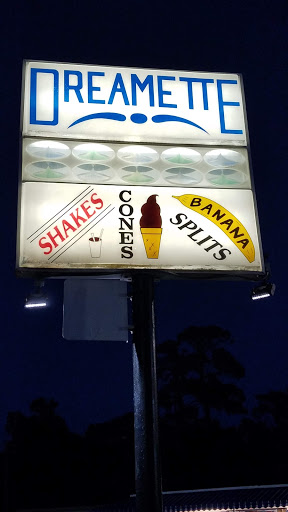 DREAMETTE
SHAKES
CONES
BANANA
SPLITS